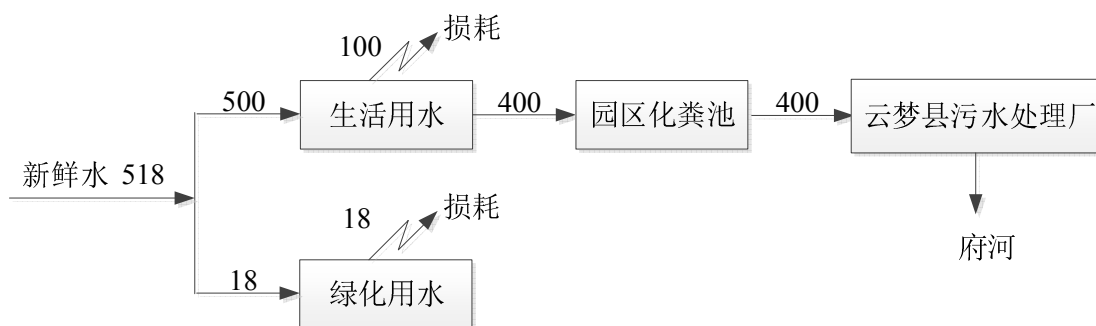 损耗
100
500
生活用水
400
园区化粪池
400
云梦县污水处理厂
新鲜水 518
损耗
18
府河
18
绿化用水